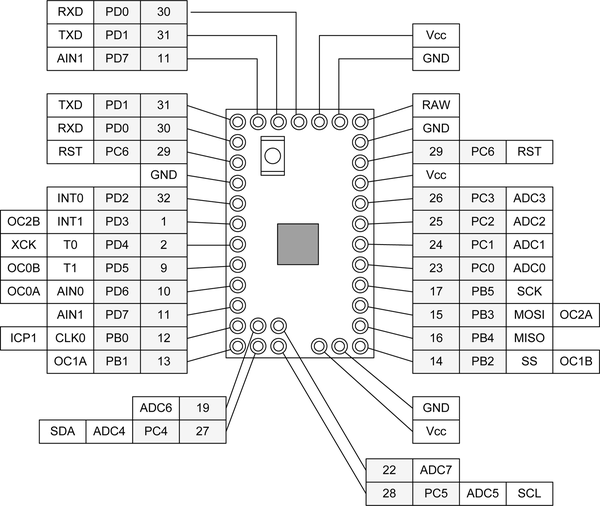 RXD PD0 30
TXD PD1 31
AIN1 PD7 11
Vcc
GND
TXD PD1 31
RXD PD0 30
RST PC6 29
GND
INT0 PD2 32
OC2B INT1 PD3 1
XCK T0 PD4 2
OC0B T1 PD5 9
OC0A AIN0 PD6 10
AIN1 PD7 11
ICP1 CLK0 PB0 12
OC1A PB1 13
RAW
GND
29 PC6 RST
Vcc
26 PC3 ADC3
25 PC2 ADC2
24 PC1 ADC1
23 PC0 ADC0
17 PB5 SCK
15 PB3 MOSI OC2A
16 PB4 MISO
14 PB2 SS OC1B
ADC6 19
SDA ADC4 PC4 27
GND
Vcc
22 ADC7
28 PC5 ADC5 SCL